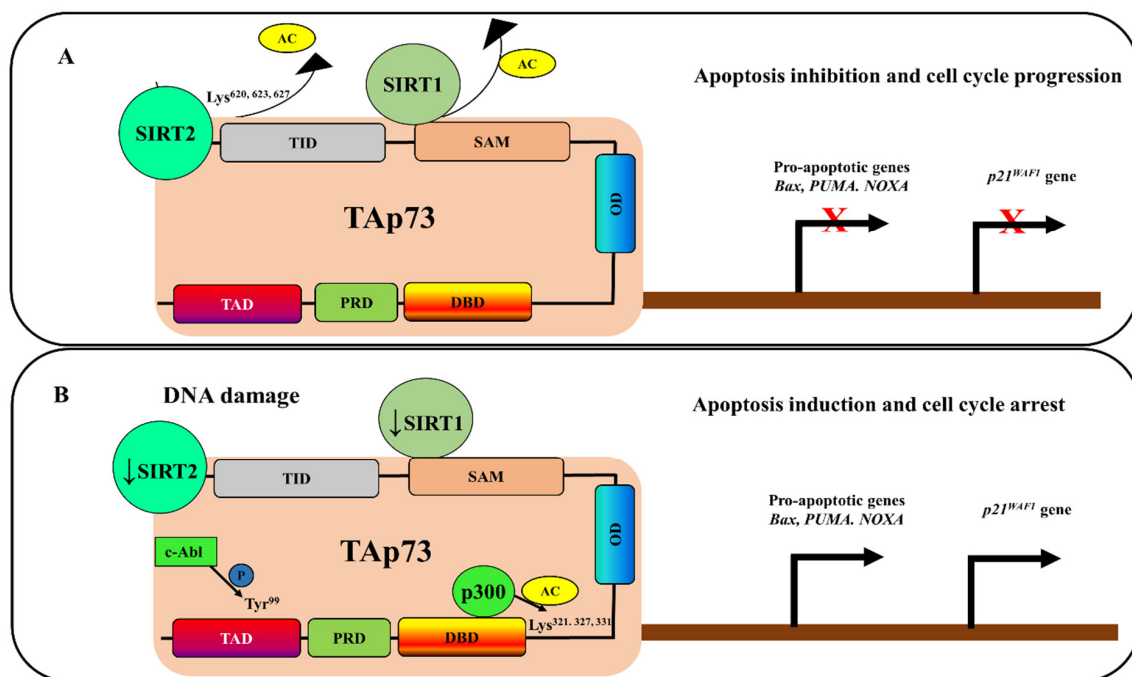 A
AC
AC
SIRT1
Apoptosis inhibition and cell cycle progression
Lys620, 623, 627
SIRT2
TID
SAM
Pro-apoptotic genes
Bax, PUMA. NOXA
p21WAF1 gene
X
X
OD
TAp73
TAD
PRD
DBD
B
DNA damage
↓SIRT1
Apoptosis induction and cell cycle arrest
↓SIRT2
TID
SAM
Pro-apoptotic genes
Bax, PUMA. NOXA
p21WAF1 gene
OD
TAp73
c-Abl
P
Tyr99
p300
AC
Lys321. 327, 331
TAD
PRD
DBD